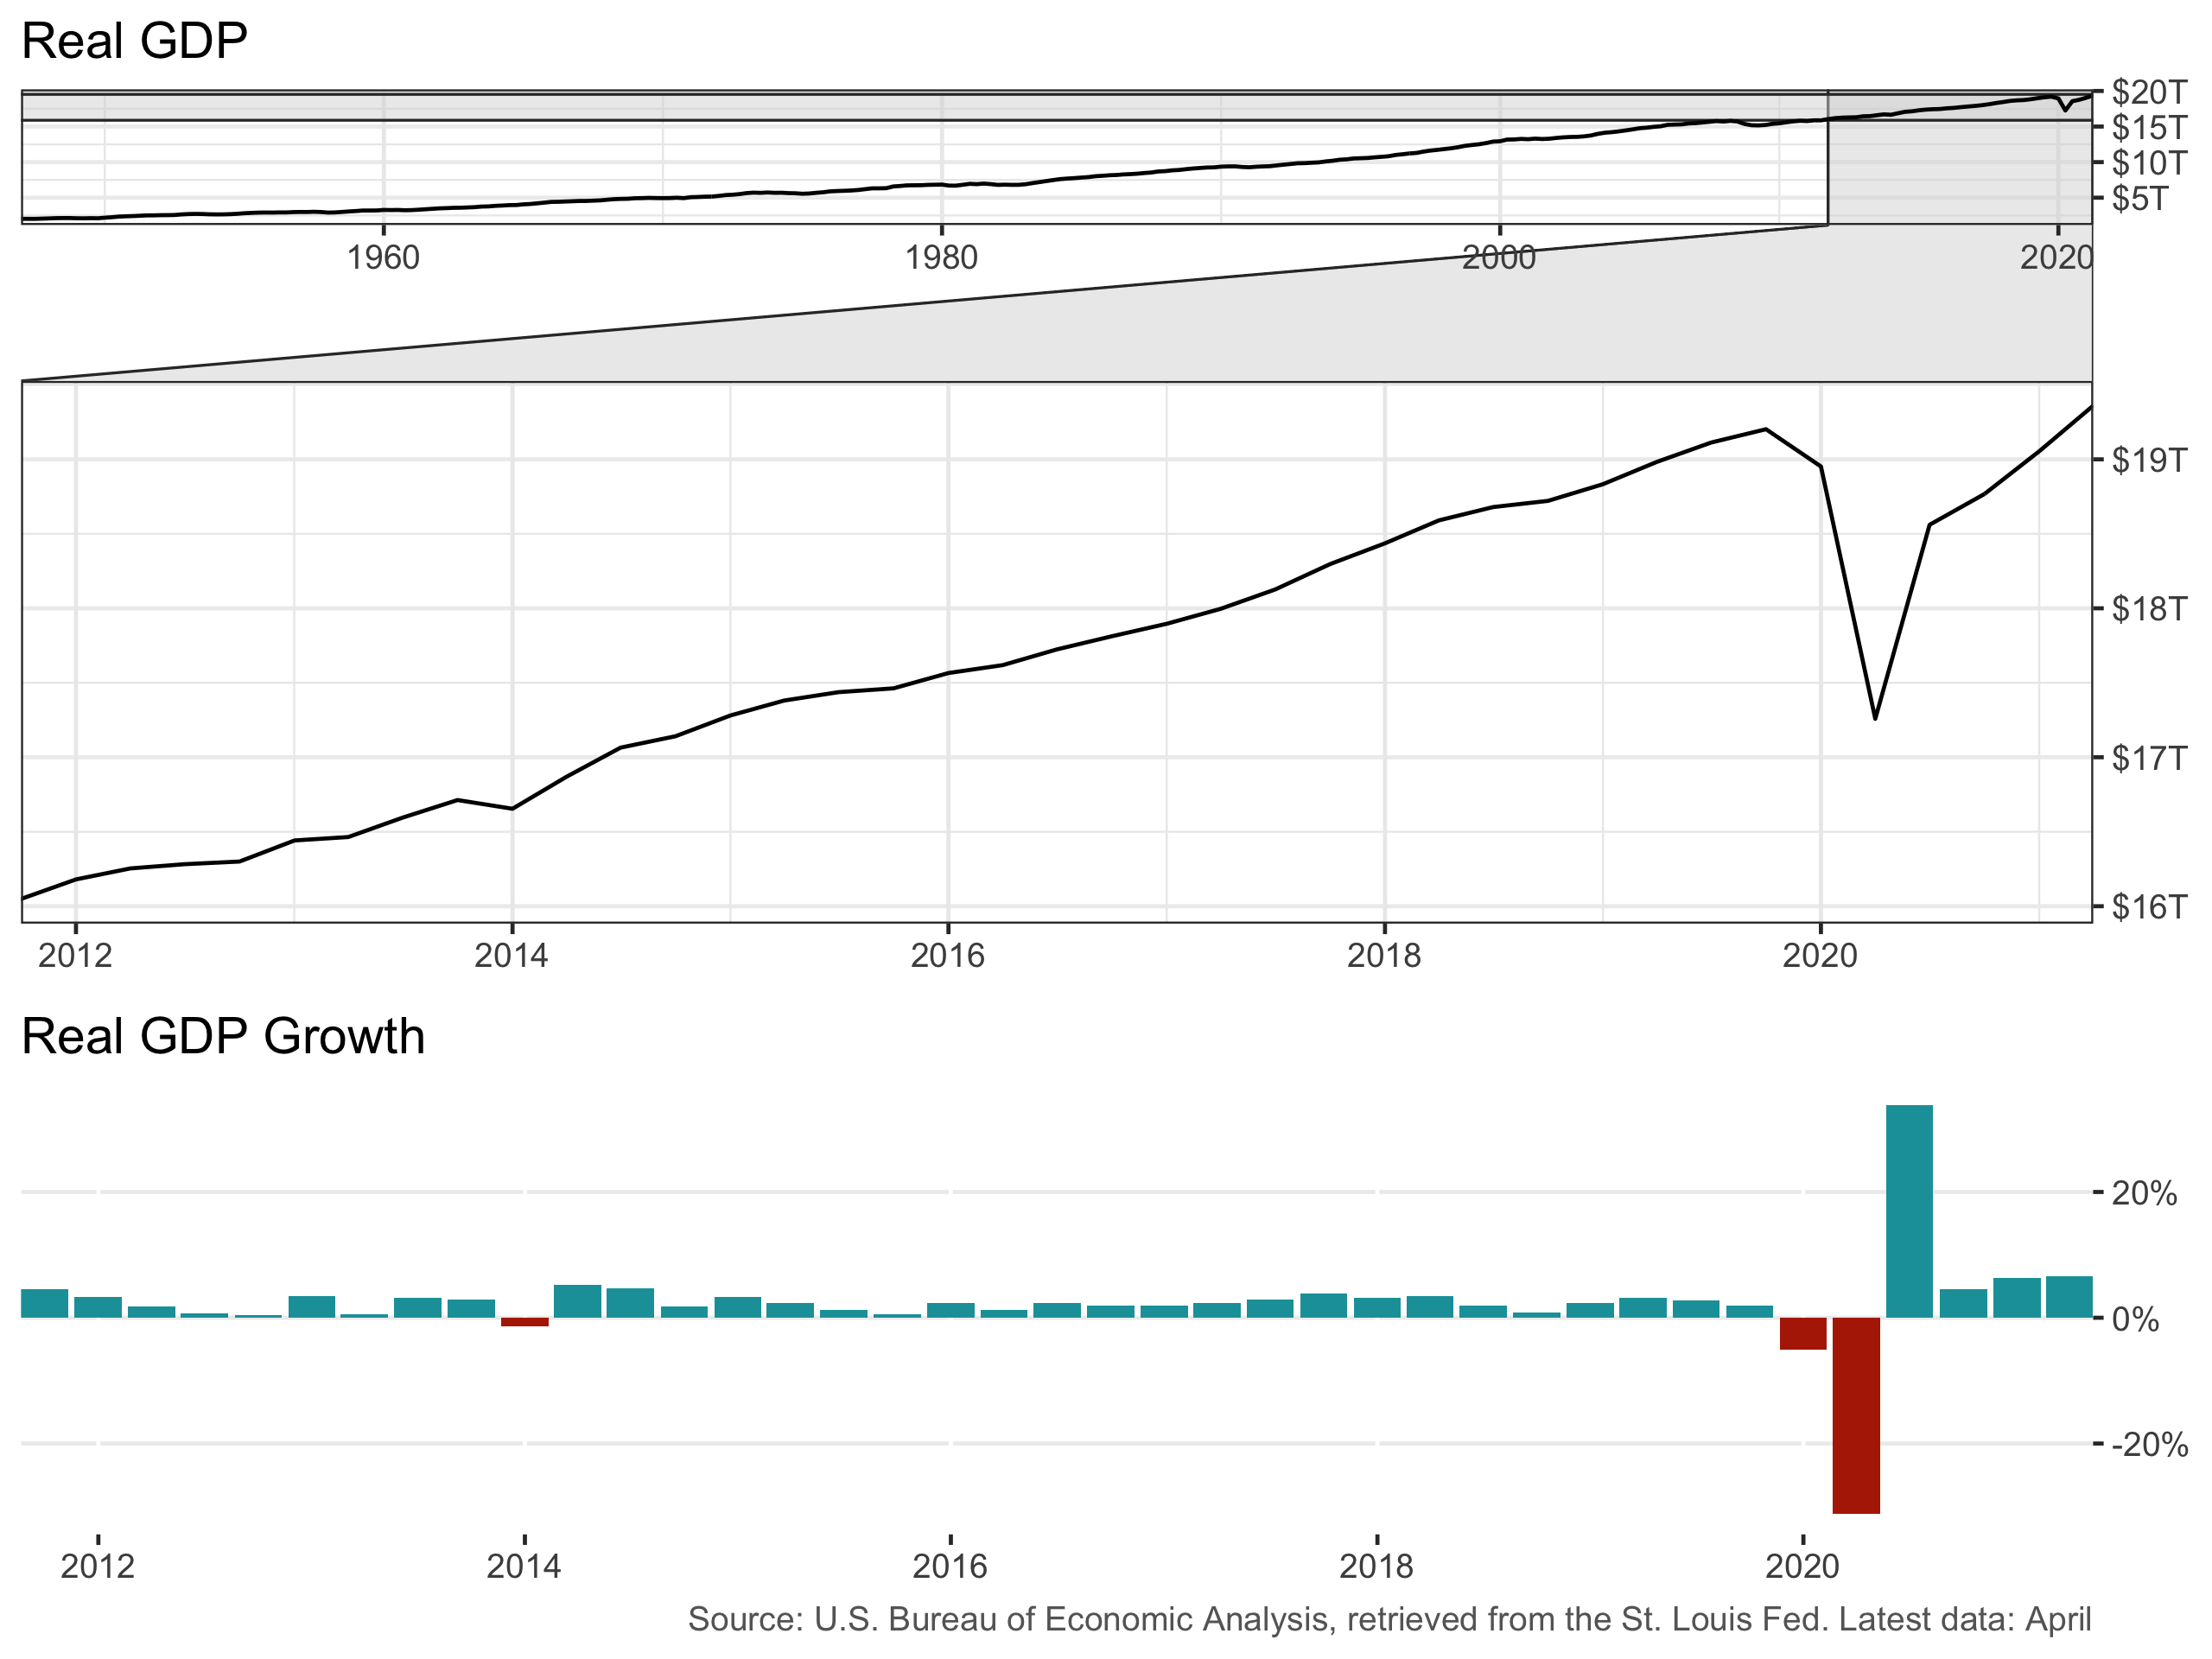 Real GDP
$20T
$15T
$10T
$5T
1960 1980 2000 2020
$19T
$18T
$17T
$16T
2012 2014 2016 2018 2020
Real GDP Growth
20%
0%
-20%
2012 2014 2016 2018 2020
Source: U.S. Bureau of Economic Analysis, retrieved from the St. Louis Fed. Latest data: April